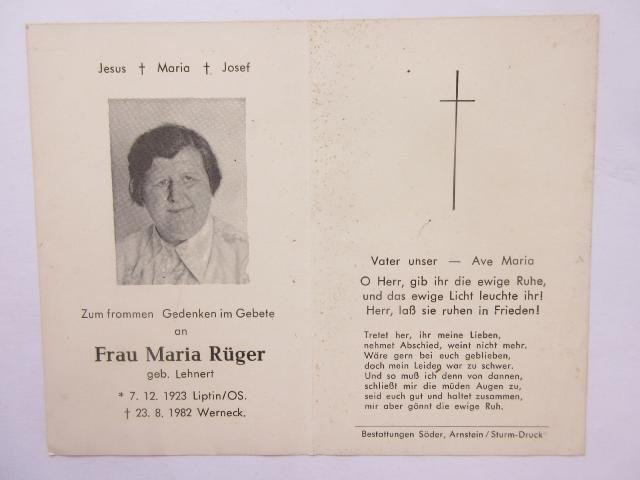 Jesus † Maria † Josef
Zum frommen Gedenken im Gebete
an
Frau Maria Rüger
geb. Lehnert
* 7. 12. 1923 Liptin/OS.
† 23. 8. 1982 Werneck.
Vater unser — Ave Maria
O Herr, gib ihr die ewige Ruhe,
und das ewige Licht leuchte ihr!
Herr, laß sie ruhen in Frieden!
Tretet her, ihr meine Lieben,
nehmet Abschied, weint nicht mehr.
Wäre gern bei euch geblieben,
doch mein Leiden war zu schwer.
Und so muß ich denn von dannen,
schließt mir die müden Augen zu,
seid euch gut und haltet zusammen,
mir aber gönnt die ewige Ruh.
Bestattungen Söder, Arnstein/Sturm-Druck